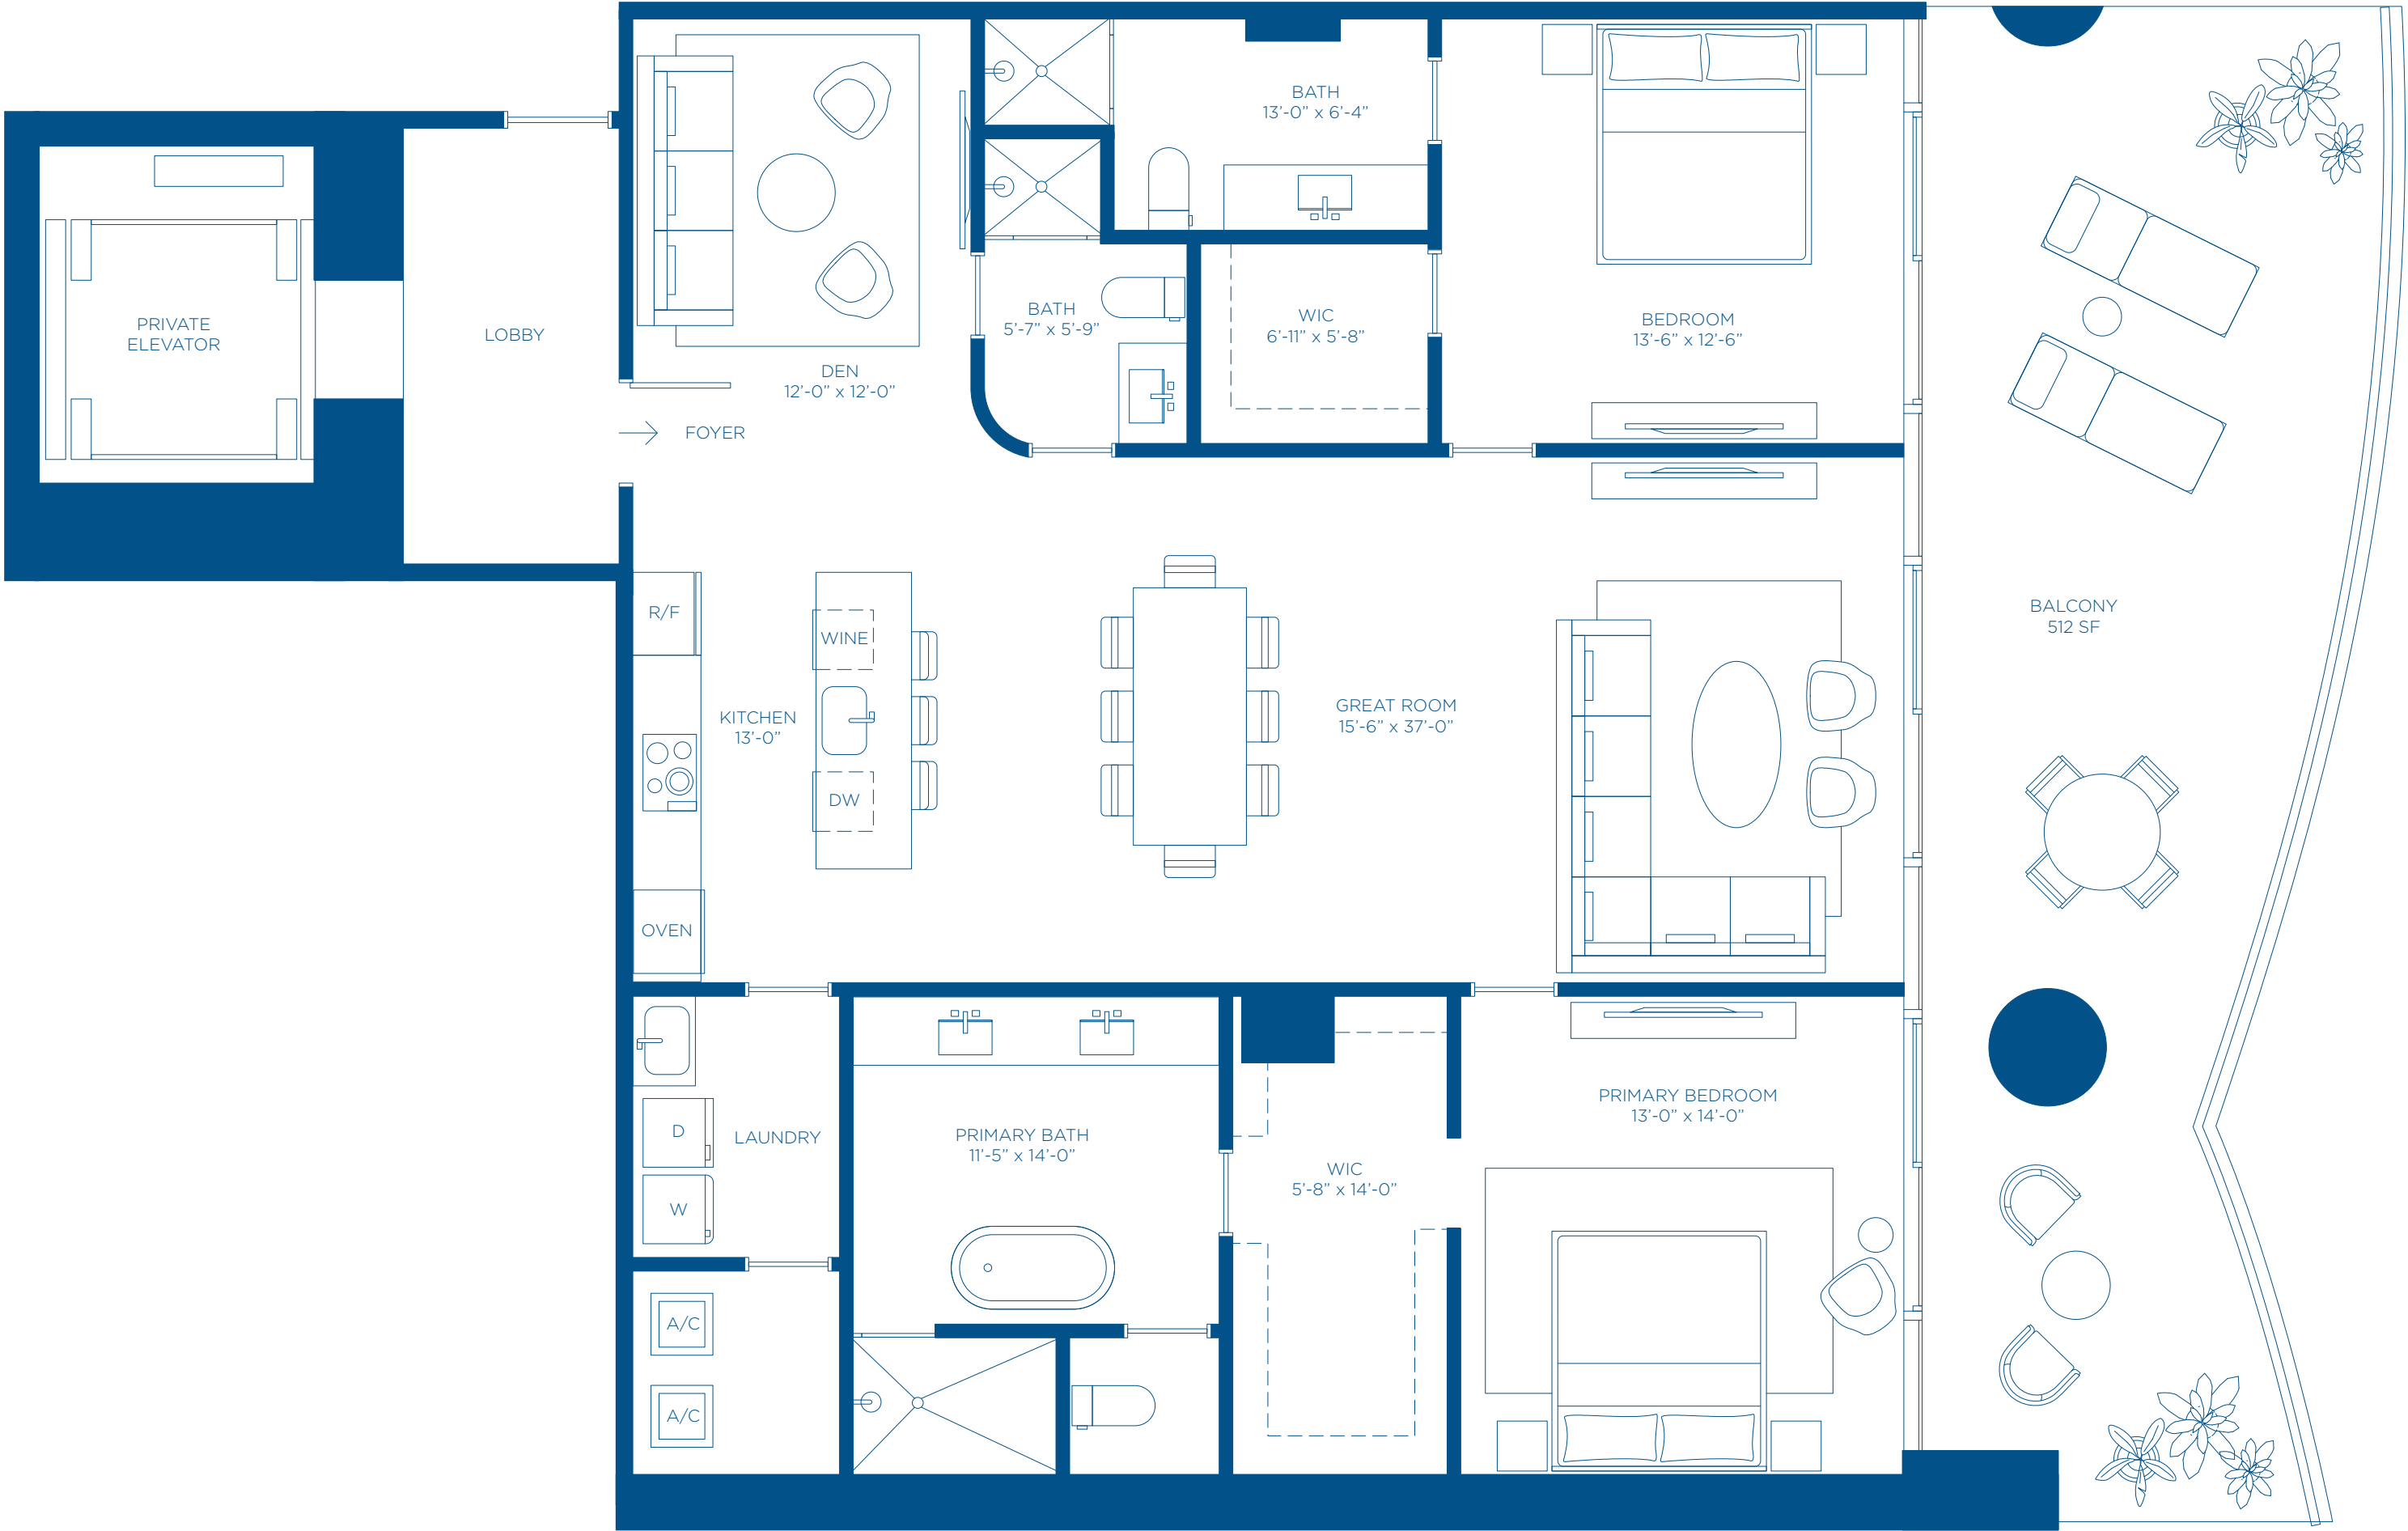 BATH
13’-0” x 6’-4”
PRIVATE
ELEVATOR
LOBBY
DEN
12’-0” x 12’-0”
BATH
5’-7” x 5’-9”
WIC
6’-11” x 5’-8”
BEDROOM
13’-6” x 12’-6”
FOYER
R/F
WINE
KITCHEN
13’-0”
DW
OVEN
GREAT ROOM
15’-6” x 37’-0”
BALCONY
512 SF
D
LAUNDRY
W
PRIMARY BATH
11’-5” x 14’-0”
WIC
5’-8” x 14’-0”
PRIMARY BEDROOM
13’-0” x 14’-0”
A/C
A/C